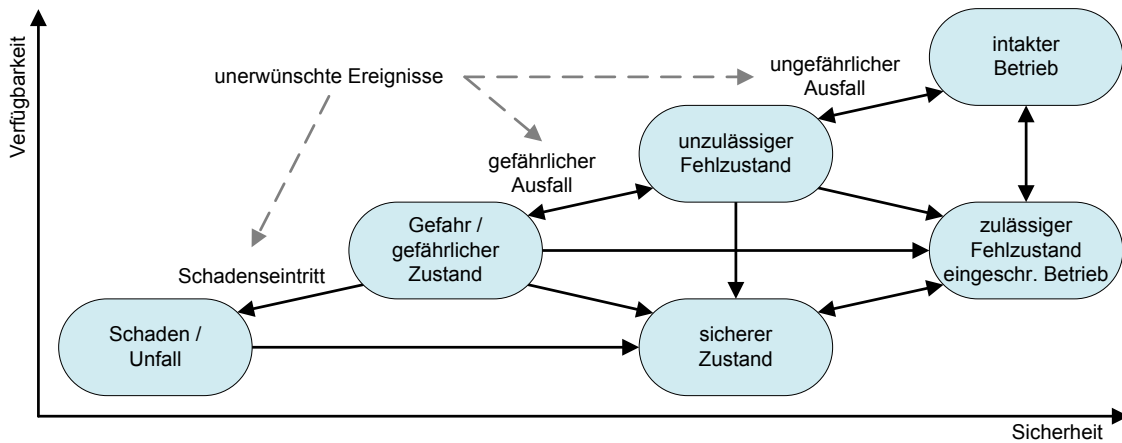 Verfügbarkeit
unerwünschte Ereignisse
ungefährlicher
Ausfall
intakter
Betrieb
gefährlicher
Ausfall
unzulässiger
Fehlzustand
Schadenseintritt
Gefahr /
gefährlicher
Zustand
zulässiger
Fehlzustand
eingeschr. Betrieb
Schaden /
Unfall
sicherer
Zustand
Sicherheit